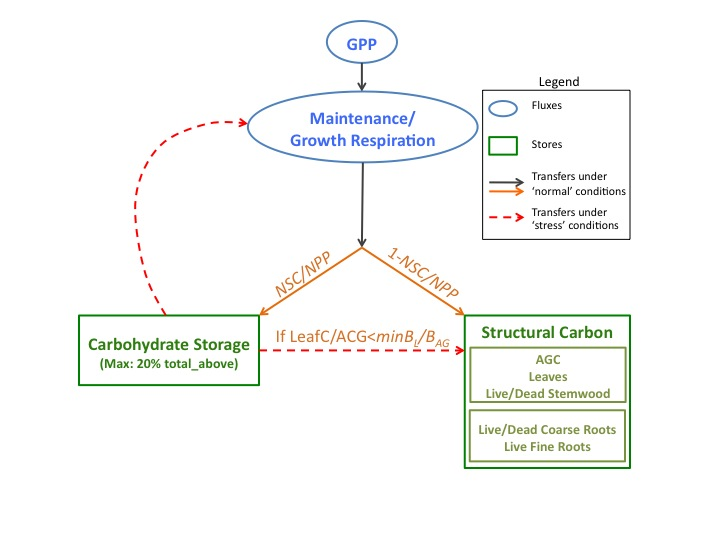 GPP
Maintenance/
Growth Respiration
Legend
Fluxes
Stores
Transfers under
‘normal’ conditions
Transfers under
‘stress’ conditions
NSC/NPP
1-NSC/NPP
Carbohydrate Storage
(Max: 20% total_above)
If LeafC/ACG<minB_L/B_AG
Structural Carbon
AGC
Leaves
Live/Dead Stemwood
Live/Dead Coarse Roots
Live Fine Roots